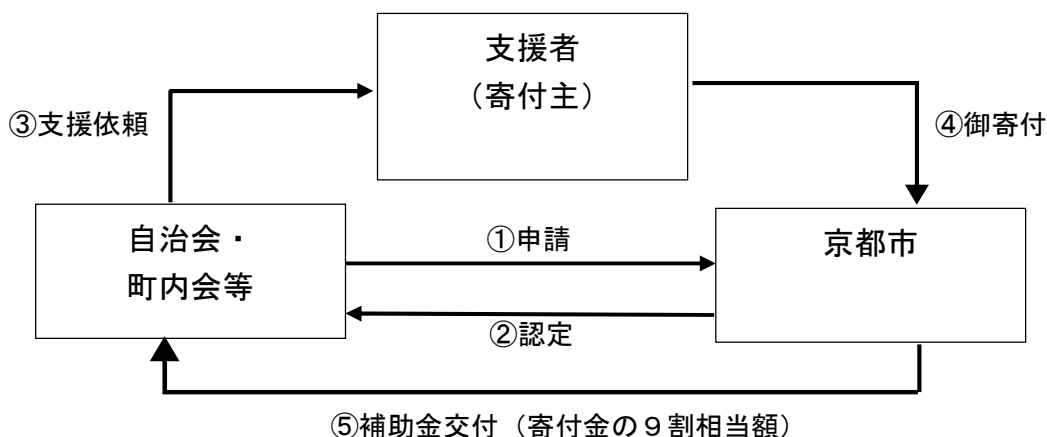 支援者
（寄付主）
③支援依頼
④御寄付
自治会・
町内会等
①申請
京都市
②認定
⑤補助金交付（寄付金の９割相当額）